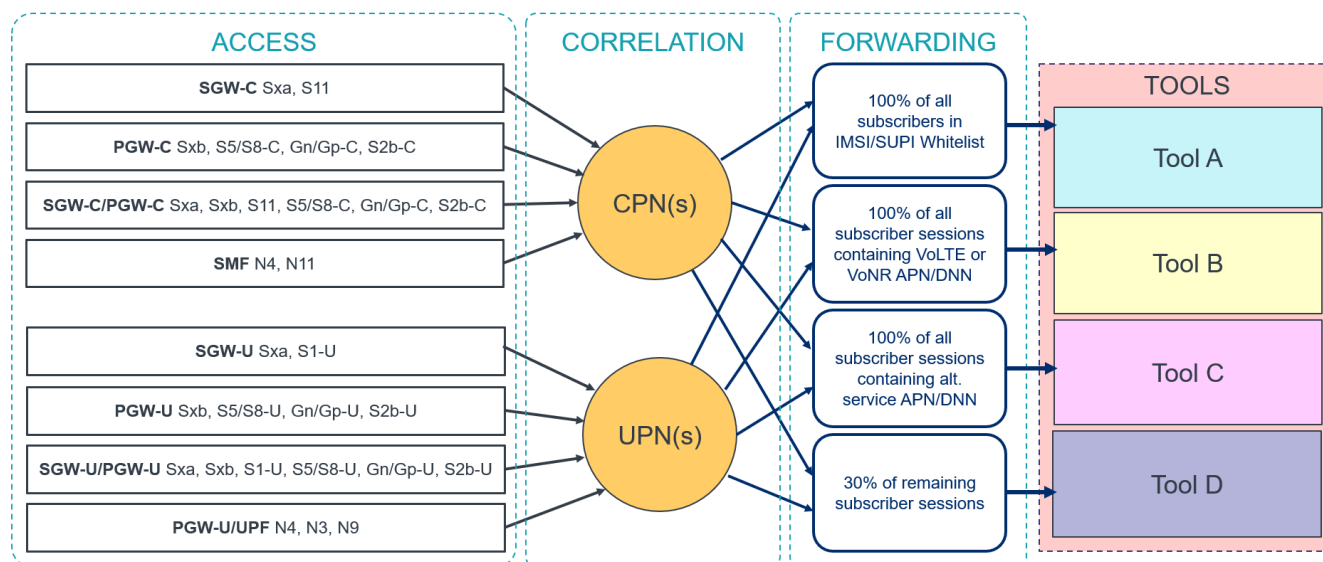 ACCESS
SGW-C Sxa, S11
PGW-C Sxb, S5/S8-C, Gn/Gp-C, S2b-C
SGW-C/PGW-C Sxa, Sxb, S11, S5/S8-C, Gn/Gp-C, S2b-C
SMF N4, N11
SGW-U Sxa, S1-U
PGW-U Sxb, S5/S8-U, Gn/Gp-U, S2b-U
SGW-U/PGW-U Sxa, Sxb, S1-U, S5/S8-U, Gn/Gp-U, S2b-U
PGW-U/UPF N4, N3, N9
CORRELATION
CPN(s)
UPN(s)
FORWARDING
100% of all
subscribers in
IMSI/SUPI Whitelist
100% of all
subscriber sessions
containing VoLTE or
VoNR APN/DNN
100% of all
subscriber sessions
containing alt.
service APN/DNN
30% of remaining
subscriber sessions
TOOLS
Tool A
Tool B
Tool C
Tool D